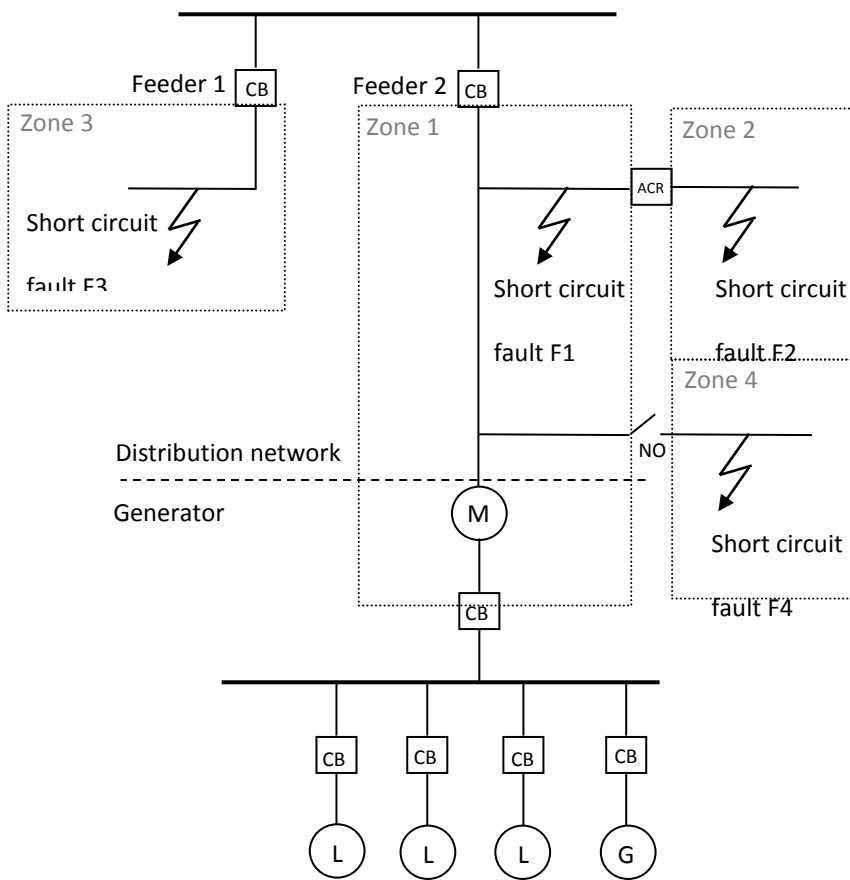 Feeder 1
CB
Feeder 2
CB
Zone 3
Zone 1
Zone 2
ACR
Short circuit
fault F3
Short circuit
fault F1
Short circuit
fault F2
Zone 4
NO
Distribution network
Generator
M
Short circuit
fault F4
CB
CB
CB
CB
CB
L
L
L
G